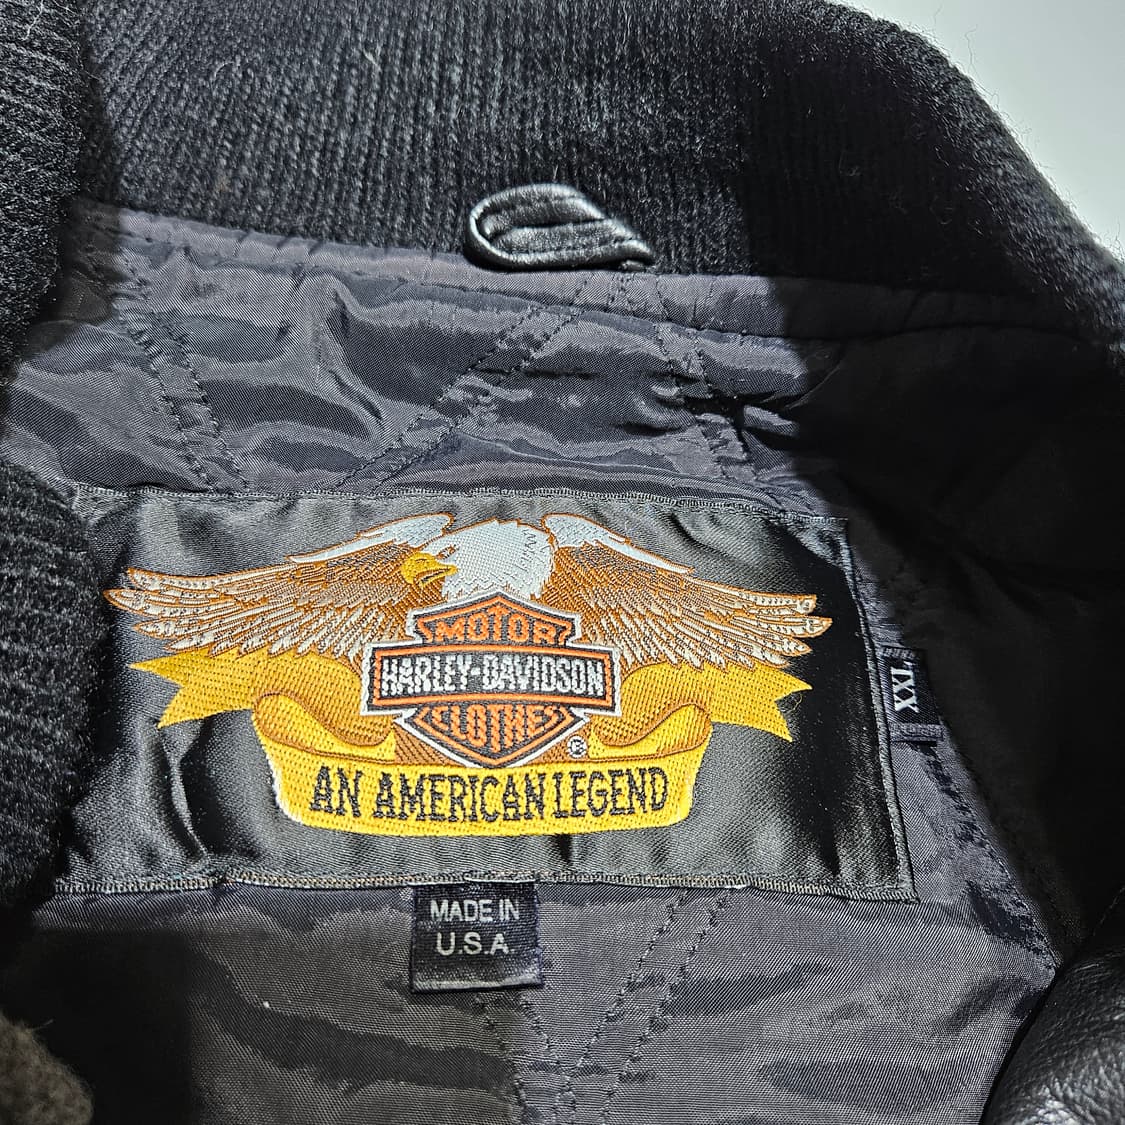 MOTOR
HARLEY-DAVIDSON
CLOTHES
®
AN AMERICAN LEGEND
XXL
MADE IN
U.S.A.